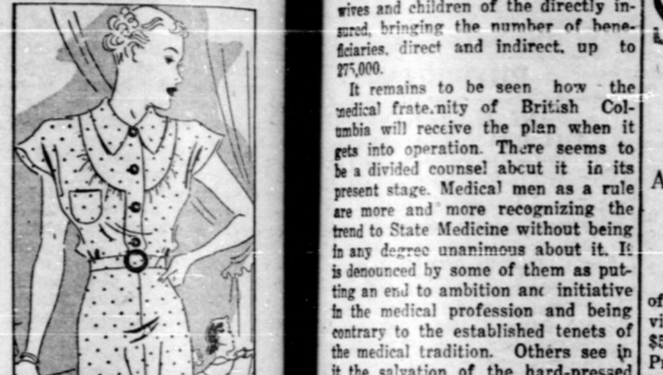 wives and children of the directly in-
sured, bringing the number of bene-
ficiaries, direct and indirect, up to
275,000.
It remains to be seen how the
medical fraternity of British Col-
umbia will receive the plan when it
gets into operation. There seems to
be a divided counsel about it in its
present stage. Medical men as a rule
are more and more recognizing the
trend to State Medicine without being
in any degree unanimous about it. It
is denounced by some of them as put-
ting an end to ambition and initiative
in the medical profession and being
contrary to the established tenets of
the medical tradition. Others see in
it the salvation of the hard-pressed
A
of
vi
$5